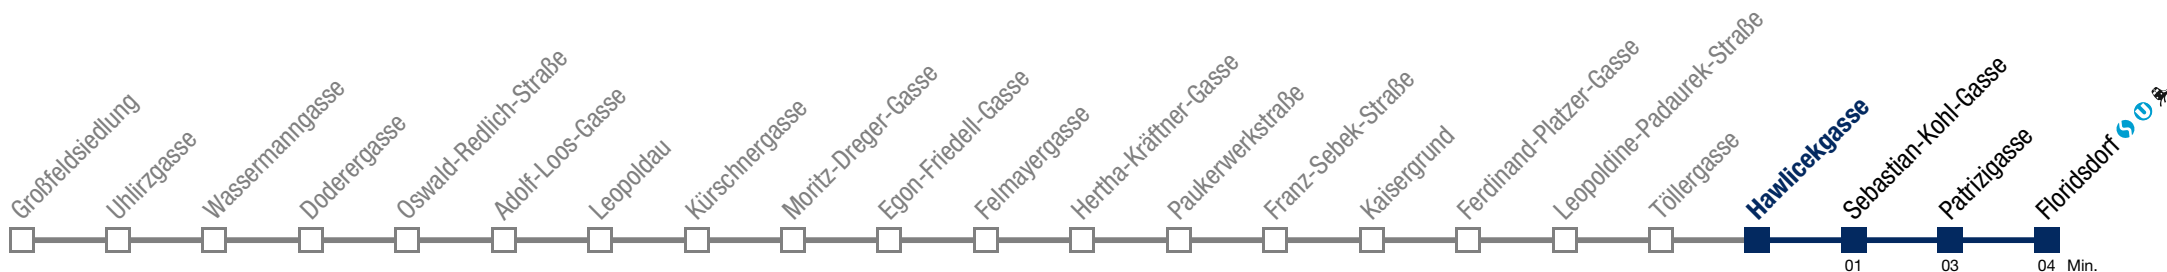 Großfeldsiedlung
Uhlirzgasse
Wassermanngasse
Doderergasse
Oswald-Redlich-Straße
Adolf-Loos-Gasse
Leopoldau
Kürschnergasse
Moritz-Dreger-Gasse
Egon-Friedell-Gasse
Felmayergasse
Hertha-Kräftner-Gasse
Paukerwerkstraße
Franz-Sebek-Straße
Kaisergrund
Ferdinand-Platzer-Gasse
Leopoldine-Padaurek-Straße
Töllergasse
Hawlicekgasse
Sebastian-Kohl-Gasse
Patrizigasse
Floridsdorf S U
01 03 04 Min.